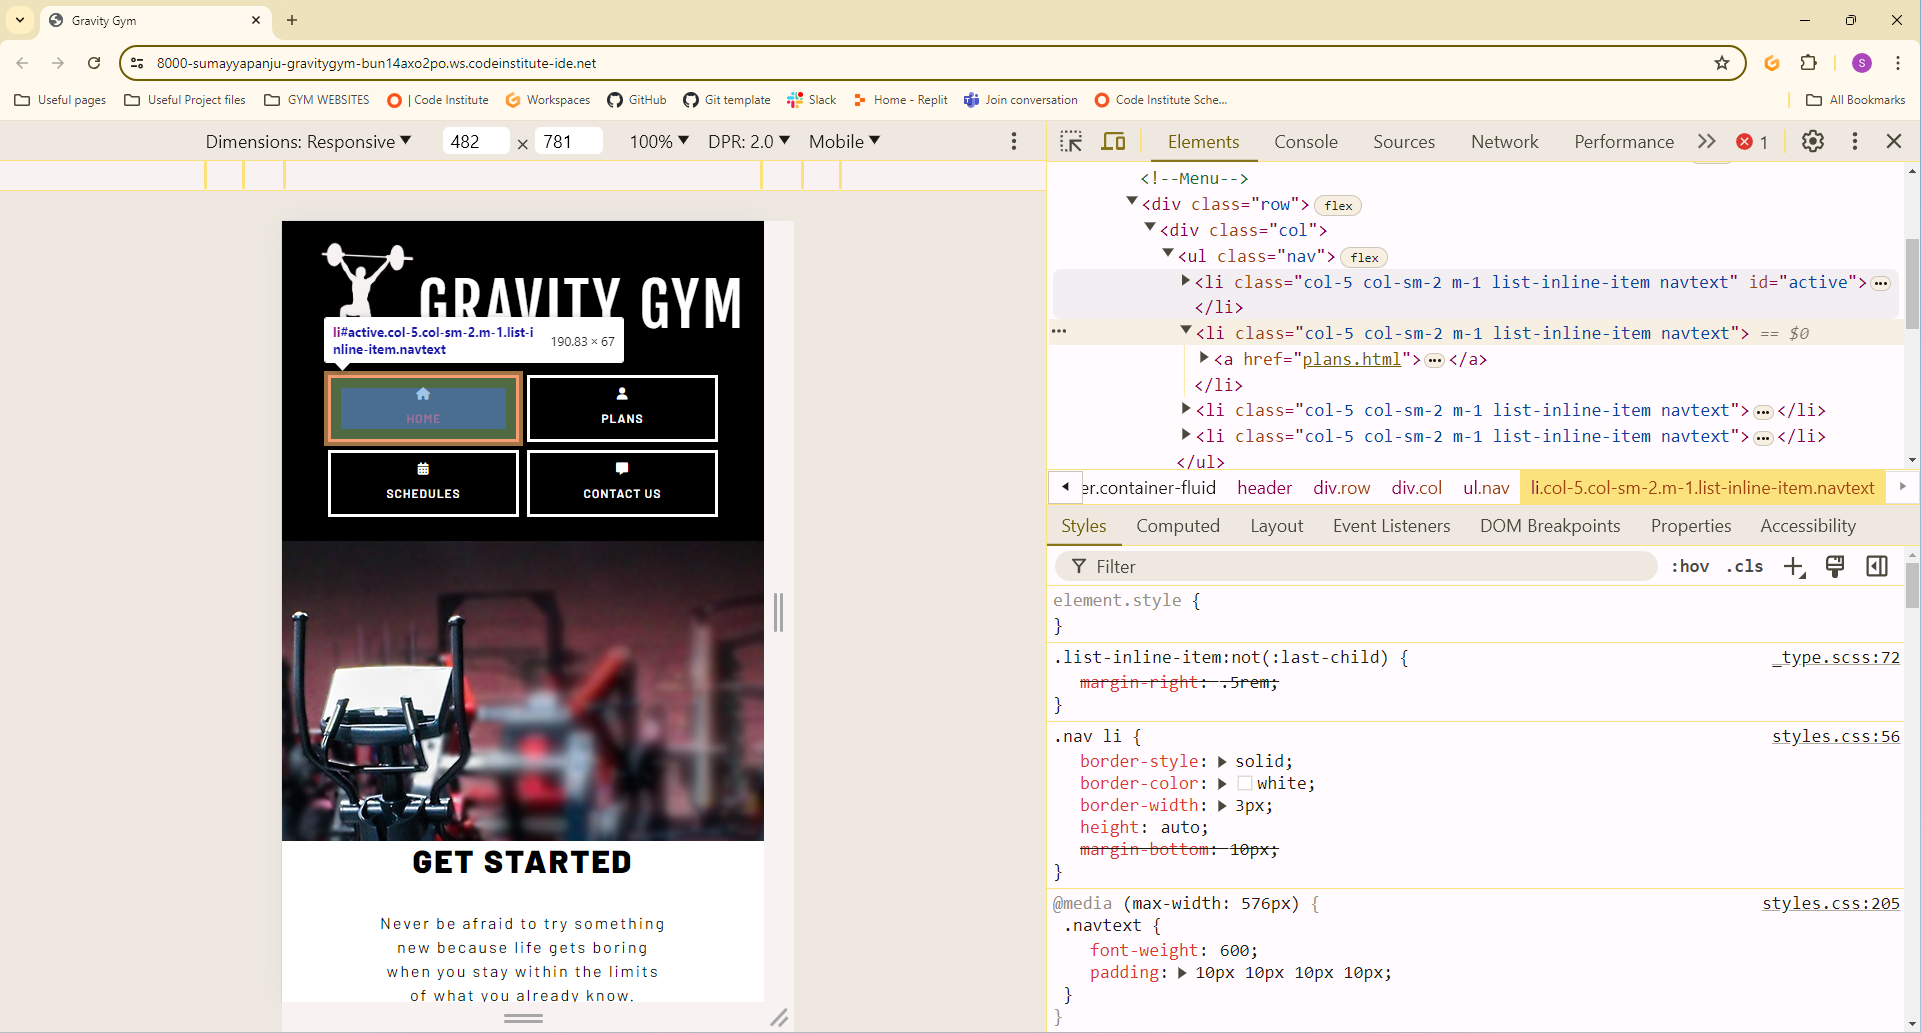 Gravity Gym
8000-sumayyapanju-gravitygym-bun14axo2po.ws.codeinstitute-ide.net
S
Useful pages
Useful Project files
GYM WEBSITES
| Code Institute
Workspaces
GitHub
Git template
Slack
Home - Replit
Join conversation
Code Institute Sche...
All Bookmarks
Dimensions: Responsive
482
×
781
100%
DPR: 2.0
Mobile
GRAVITY GYM
li#active.col-5.col-sm-2.m-1.list-i
nline-item.navtext
190.83 × 67
HOME
PLANS
SCHEDULES
CONTACT US
GET STARTED
Never be afraid to try something
new because life gets boring
when you stay within the limits
of what you already know.
Elements
Console
Sources
Network
Performance
1
<!--Menu-->
<div class="row"> flex
<div class="col">
<ul class="nav"> flex
<li class="col-5 col-sm-2 m-1 list-inline-item navtext" id="active"> ...
</li>
<li class="col-5 col-sm-2 m-1 list-inline-item navtext"> == $0
<a href="plans.html"> ... </a>
</li>
<li class="col-5 col-sm-2 m-1 list-inline-item navtext"> ... </li>
<li class="col-5 col-sm-2 m-1 list-inline-item navtext"> ... </li>
</ul>
er.container-fluid
header
div.row
div.col
ul.nav
li.col-5.col-sm-2.m-1.list-inline-item.navtext
Styles
Computed
Layout
Event Listeners
DOM Breakpoints
Properties
Accessibility
Filter
:hov
.cls
element.style {
}
.list-inline-item:not(:last-child) { _type.scss:72
margin-right: .5rem;
}
.nav li { styles.css:56
border-style: solid;
border-color: white;
border-width: 3px;
height: auto;
margin-bottom: 10px;
}
@media (max-width: 576px) { styles.css:205
.navtext {
font-weight: 600;
padding: 10px 10px 10px 10px;
}
}